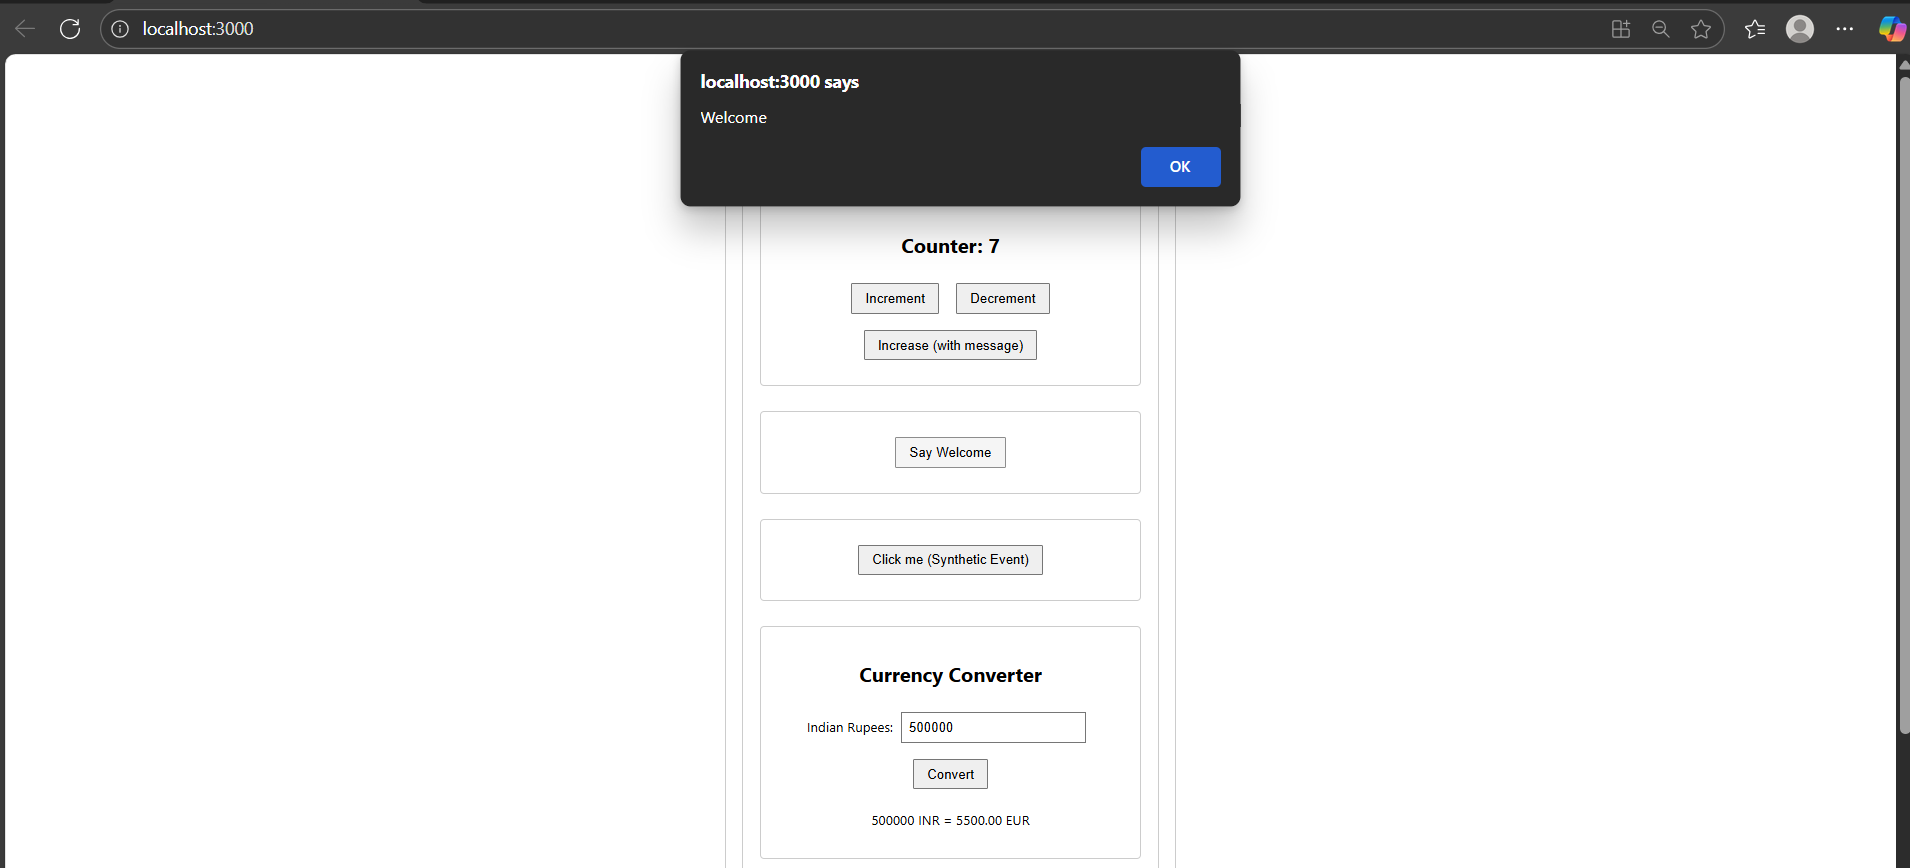 localhost:3000
localhost:3000 says
Welcome
OK
Counter: 7
Increment Decrement
Increase (with message)
Say Welcome
Click me (Synthetic Event)
Currency Converter
Indian Rupees: 500000
Convert
500000 INR = 5500.00 EUR